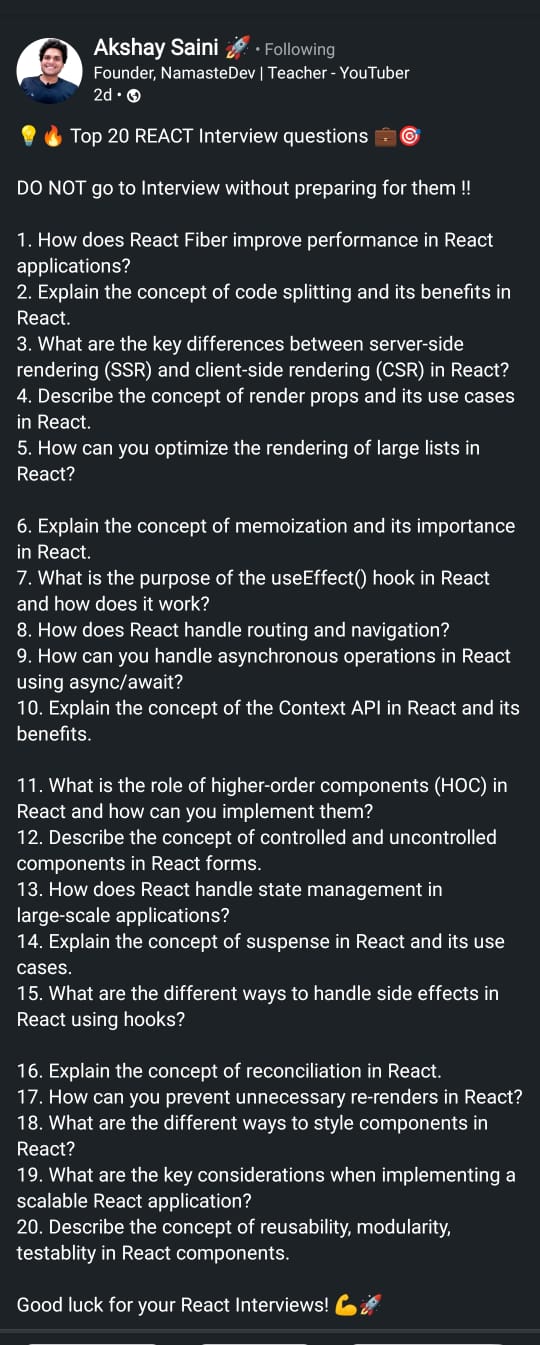 Akshay Saini 🚀 • Following
Founder, NamasteDev | Teacher - YouTuber
2d •
💡🔥 Top 20 REACT Interview questions 💼🎯
DO NOT go to Interview without preparing for them !!
1. How does React Fiber improve performance in React
applications?
2. Explain the concept of code splitting and its benefits in
React.
3. What are the key differences between server-side
rendering (SSR) and client-side rendering (CSR) in React?
4. Describe the concept of render props and its use cases
in React.
5. How can you optimize the rendering of large lists in
React?
6. Explain the concept of memoization and its importance
in React.
7. What is the purpose of the useEffect() hook in React
and how does it work?
8. How does React handle routing and navigation?
9. How can you handle asynchronous operations in React
using async/await?
10. Explain the concept of the Context API in React and its
benefits.
11. What is the role of higher-order components (HOC) in
React and how can you implement them?
12. Describe the concept of controlled and uncontrolled
components in React forms.
13. How does React handle state management in
large-scale applications?
14. Explain the concept of suspense in React and its use
cases.
15. What are the different ways to handle side effects in
React using hooks?
16. Explain the concept of reconciliation in React.
17. How can you prevent unnecessary re-renders in React?
18. What are the different ways to style components in
React?
19. What are the key considerations when implementing a
scalable React application?
20. Describe the concept of reusability, modularity,
testablity in React components.
Good luck for your React Interviews! 💪🚀